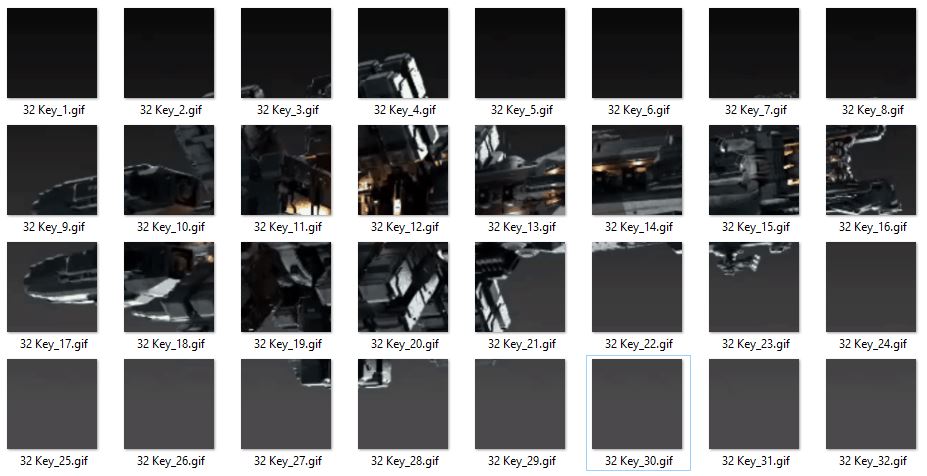 32 Key_1.gif 32 Key_2.gif 32 Key_3.gif 32 Key_4.gif 32 Key_5.gif 32 Key_6.gif 32 Key_7.gif 32 Key_8.gif
32 Key_9.gif 32 Key_10.gif 32 Key_11.gif 32 Key_12.gif 32 Key_13.gif 32 Key_14.gif 32 Key_15.gif 32 Key_16.gif
32 Key_17.gif 32 Key_18.gif 32 Key_19.gif 32 Key_20.gif 32 Key_21.gif 32 Key_22.gif 32 Key_23.gif 32 Key_24.gif
32 Key_25.gif 32 Key_26.gif 32 Key_27.gif 32 Key_28.gif 32 Key_29.gif 32 Key_30.gif 32 Key_31.gif 32 Key_32.gif